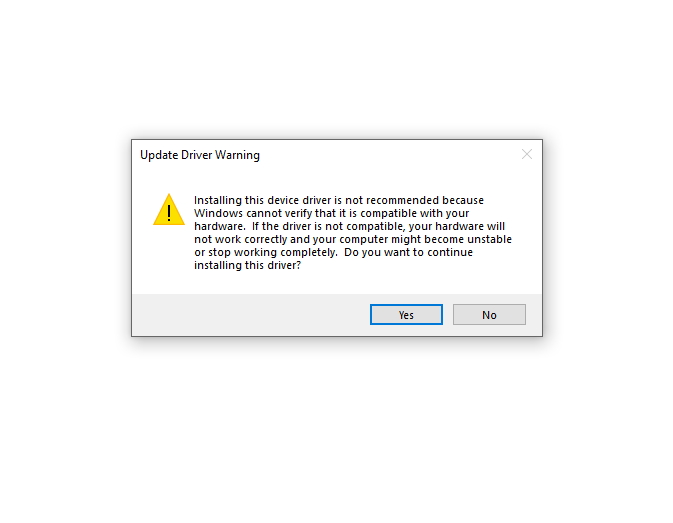 Update Driver Warning
Installing this device driver is not recommended because
Windows cannot verify that it is compatible with your
hardware.  If the driver is not compatible, your hardware will
not work correctly and your computer might become unstable
or stop working completely.  Do you want to continue
installing this driver?
Yes No